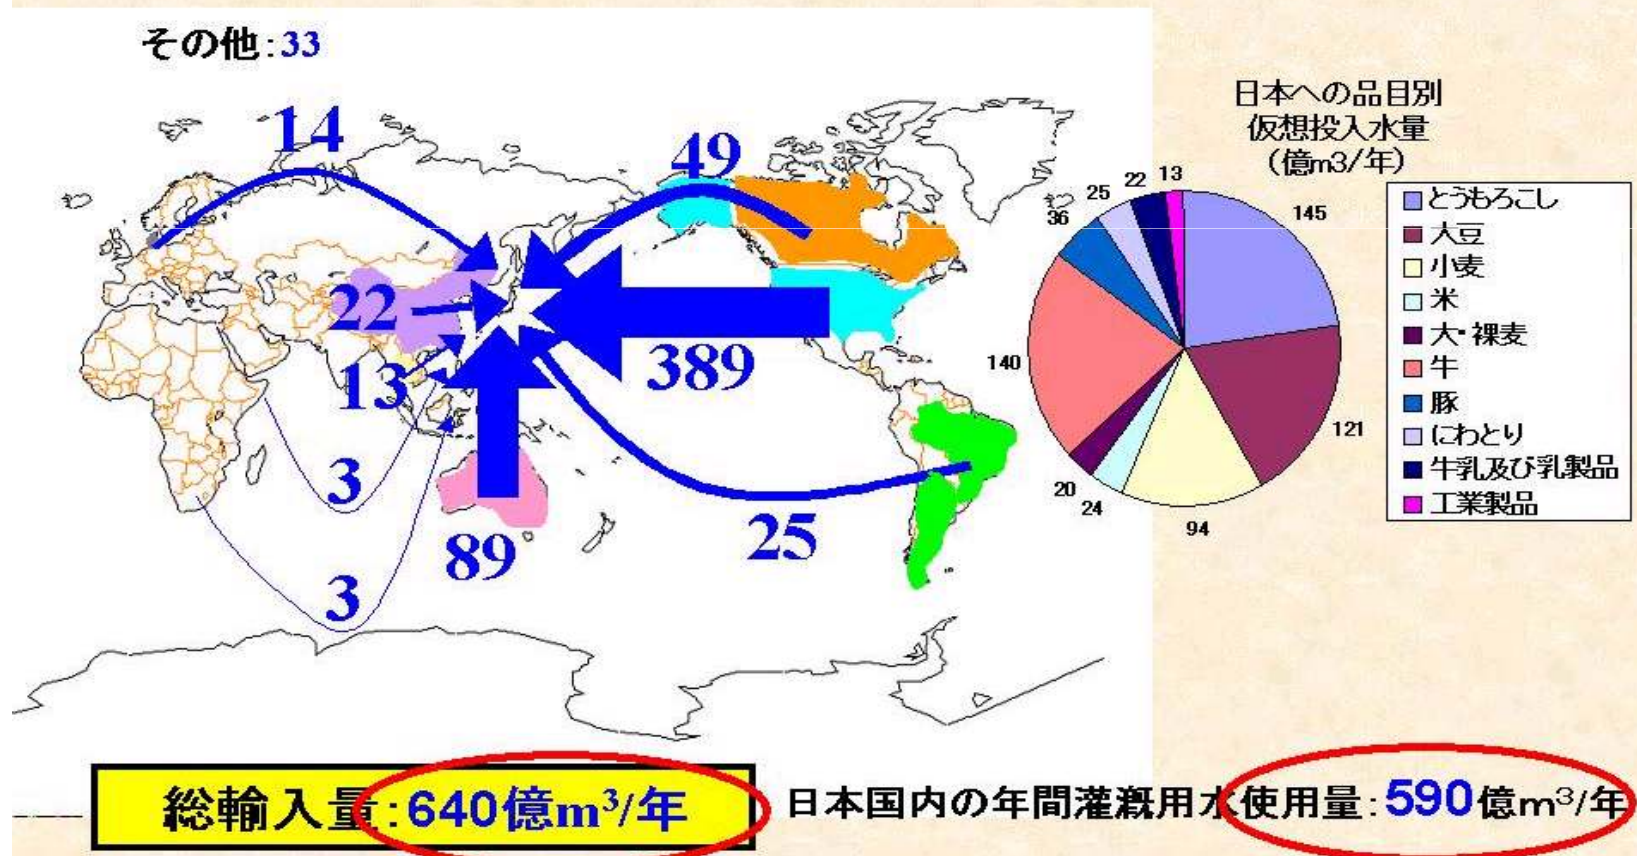 その他:33
14
49
22
389
13
3
89
25
3
日本への品目別
仮想投入水量
(億m3/年)
13
22
25
36
145
140
121
20
24
94
とうもろこし
大豆
小麦
米
大・裸麦
牛
豚
にわとり
牛乳及び乳製品
工業製品
総輸入量:640億m³/年
日本国内の年間灌漑用水使用量:590億m³/年